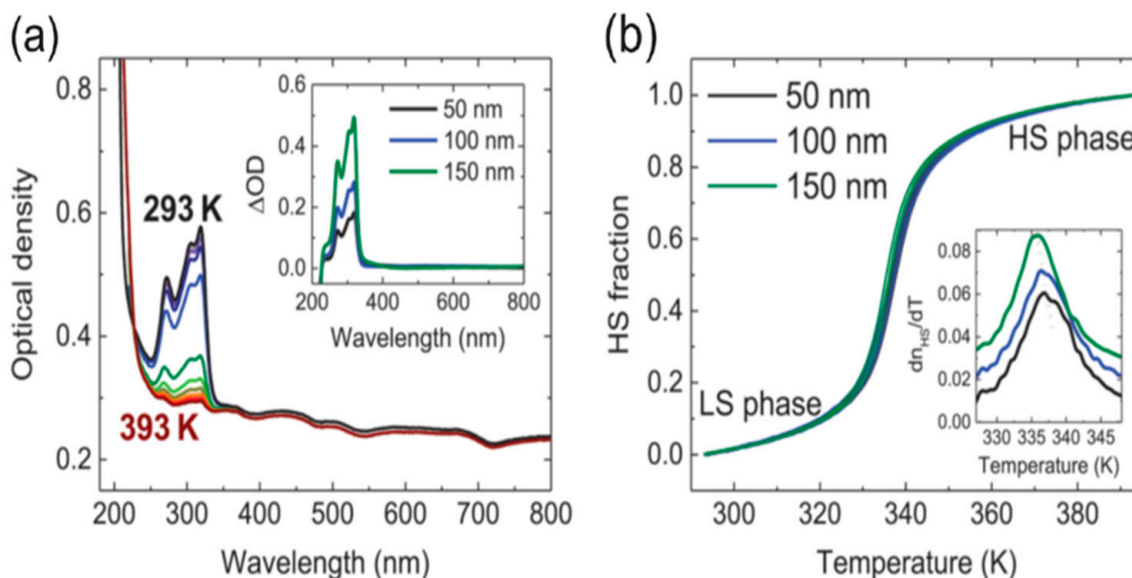 (a)
Optical density
0.8
0.6
0.4
0.2
200 300 400 500 600 700 800
Wavelength (nm)
293 K
393 K
ΔOD
0.6
0.4
0.2
0.0
200 400 600 800
Wavelength (nm)
50 nm
100 nm
150 nm
(b)
HS fraction
1.0
0.8
0.6
0.4
0.2
0.0
300 320 340 360 380
Temperature (K)
50 nm
100 nm
150 nm
HS phase
LS phase
dnHS/dT
0.08
0.06
0.04
0.02
0.00
330 335 340 345
Temperature (K)